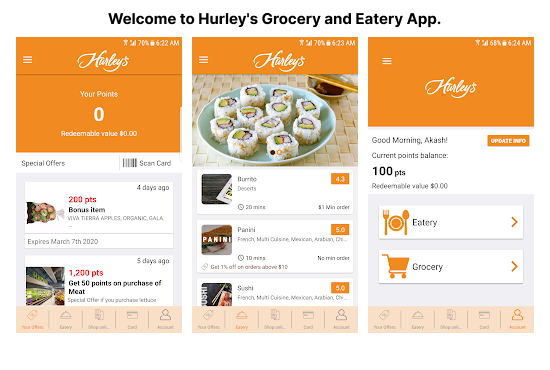 Welcome to Hurley's Grocery and Eatery App.
70% 6:22 AM
Hurley's
Your Points
0
Redeemable value $0.00
Special Offers
Scan Card
4 days ago
200 pts
Bonus item
VIVA TIERRA APPLES, ORGANIC, GALA, ...
Expires March 7th 2020
5 days ago
1,200 pts
Get 50 points on purchase of Meat
Special Offer if you purchase lettuce
Your Offers
Eatery
Shop onli...
Card
Account
70% 6:23 AM
Hurley's
Burrito
4.3
Desserts
20 mins
$1 Min order
PANINI
Panini
5.0
French, Multi Cuisine, Mexican, Arabian, Chi...
10 mins
No min order
Get 1% off on orders above $10
SUSHI
Sushi
5.0
French, Multi Cuisine, Mexican, Arabian, Chi...
Your Offers
Eatery
Shop onli...
Card
Account
68% 6:24 AM
Hurley's
Good Morning, Akash!
UPDATE INFO
Current points balance:
100 pts
Redeemable value $0.00
Eatery
Grocery
Your Offers
Eatery
Shop onli...
Card
Account